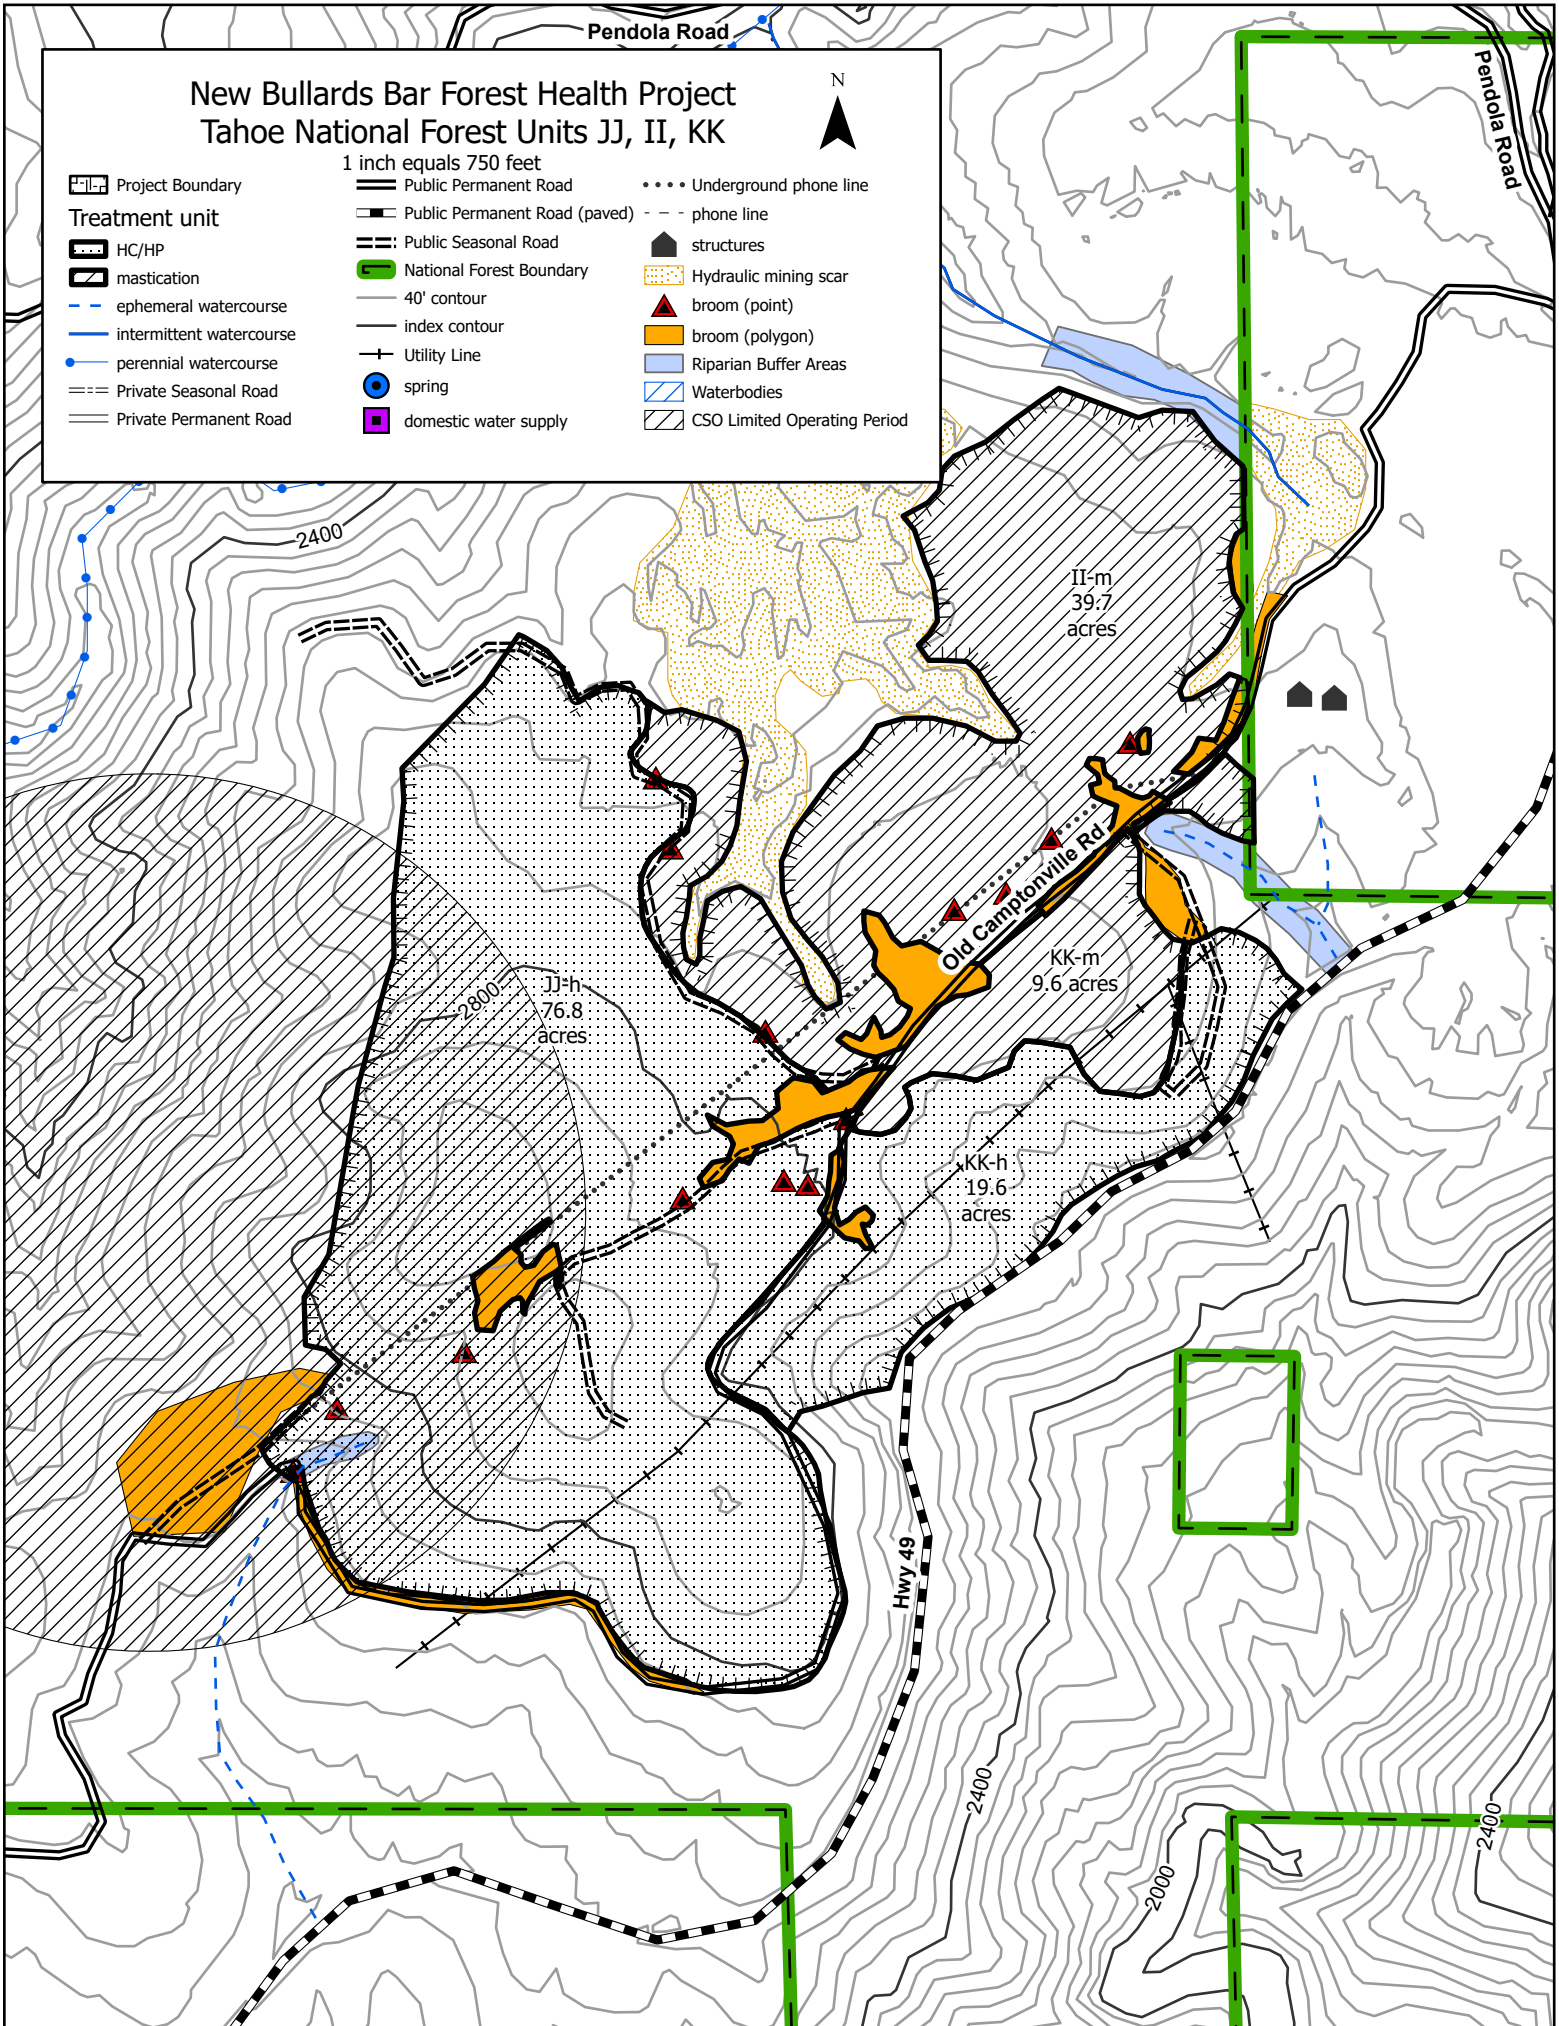 Pendola Road
New Bullards Bar Forest Health Project
Tahoe National Forest Units JJ, II, KK
1 inch equals 750 feet
N
Project Boundary
Treatment unit
HC/HP
mastication
ephemeral watercourse
intermittent watercourse
perennial watercourse
Private Seasonal Road
Private Permanent Road
Public Permanent Road
Public Permanent Road (paved)
Public Seasonal Road
National Forest Boundary
40' contour
index contour
Utility Line
spring
domestic water supply
Underground phone line
phone line
structures
Hydraulic mining scar
broom (point)
broom (polygon)
Riparian Buffer Areas
Waterbodies
CSO Limited Operating Period
Pendola Road
2400
II-m
39.7
acres
Old Camptonville Rd
KK-m
9.6 acres
JJ-h
76.8
acres
2800
KK-h
19.6
acres
Hwy 49
2400
2000
2400